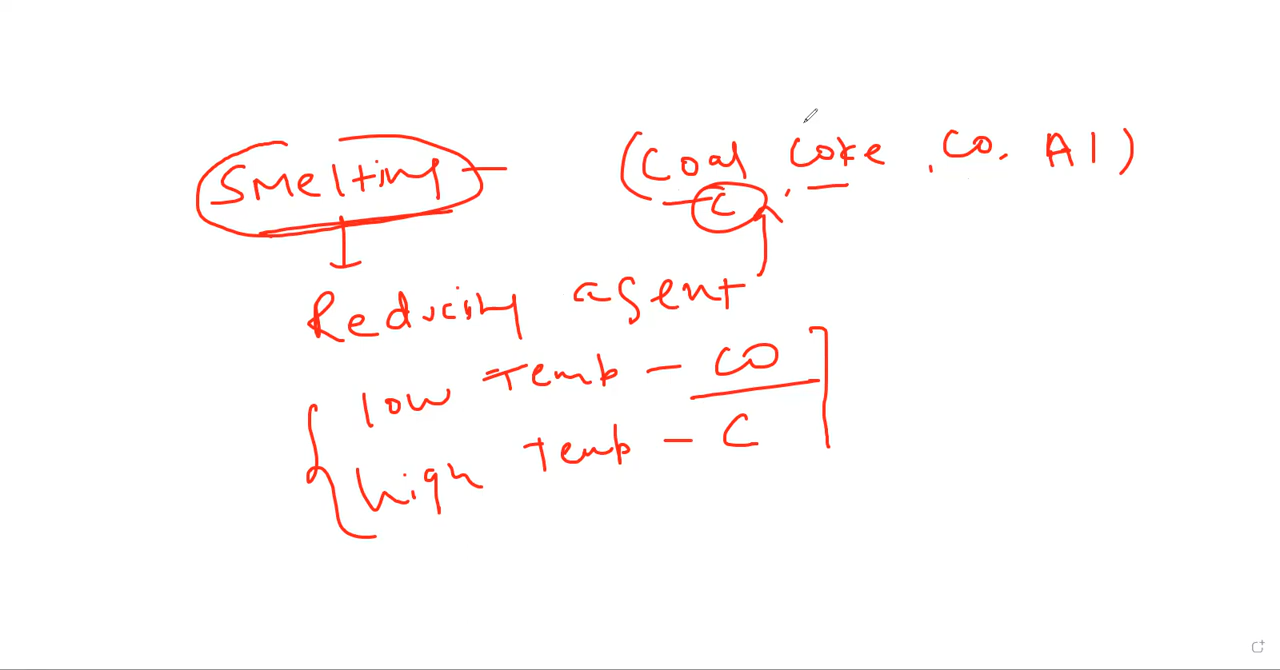 Smelting — (Coal, Coke, CO, Al)
C
Reducing agent
low Temp — CO
high Temp — C